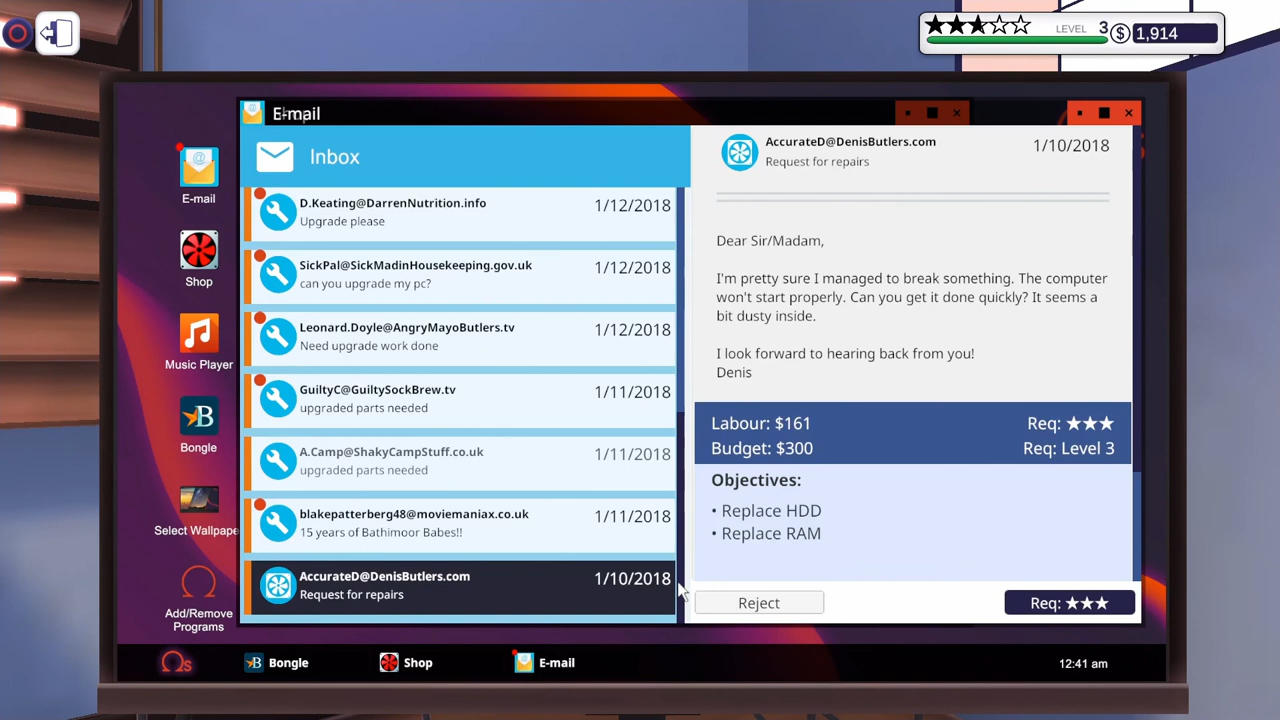 LEVEL 3 $ 1,914
E-mail
Inbox
D.Keating@DarrenNutrition.info 1/12/2018
Upgrade please
SickPal@SickMadinHousekeeping.gov.uk 1/12/2018
can you upgrade my pc?
Leonard.Doyle@AngryMayoButlers.tv 1/12/2018
Need upgrade work done
GuiltyC@GuiltySockBrew.tv 1/11/2018
upgraded parts needed
A.Camp@ShakyCampStuff.co.uk 1/11/2018
upgraded parts needed
blakepatterberg48@moviemaniax.co.uk 1/11/2018
15 years of Bathimoor Babes!!
AccurateD@DenisButlers.com 1/10/2018
Request for repairs
AccurateD@DenisButlers.com 1/10/2018
Request for repairs
Dear Sir/Madam,
I'm pretty sure I managed to break something. The computer
won't start properly. Can you get it done quickly? It seems a
bit dusty inside.
I look forward to hearing back from you!
Denis
Labour: $161 Req: ★★★
Budget: $300 Req: Level 3
Objectives:
• Replace HDD
• Replace RAM
Reject Req: ★★★
E-mail
Shop
Music Player
Bongle
Select Wallpape
Add/Remove
Programs
Ωs Bongle Shop E-mail 12:41 am